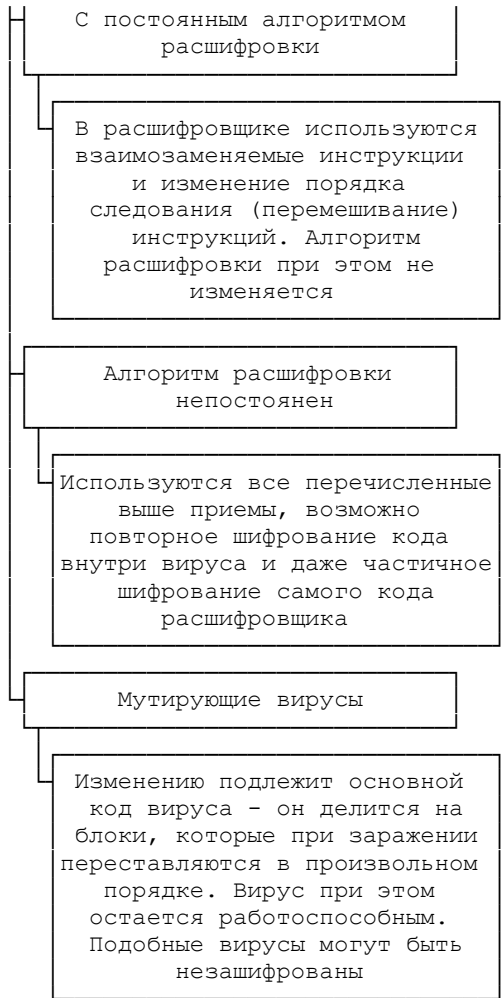 С постоянным алгоритмом
расшифровки
В расшифровщике используются
взаимозаменяемые инструкции
и изменение порядка
следования (перемешивание)
инструкций. Алгоритм
расшифровки при этом не
изменяется
Алгоритм расшифровки
непостоянен
Используются все перечисленные
выше приемы, возможно
повторное шифрование кода
внутри вируса и даже частичное
шифрование самого кода
расшифровщика
Мутирующие вирусы
Изменению подлежит основной
код вируса - он делится на
блоки, которые при заражении
переставляются в произвольном
порядке. Вирус при этом
остается работоспособным.
Подобные вирусы могут быть
незашифрованы